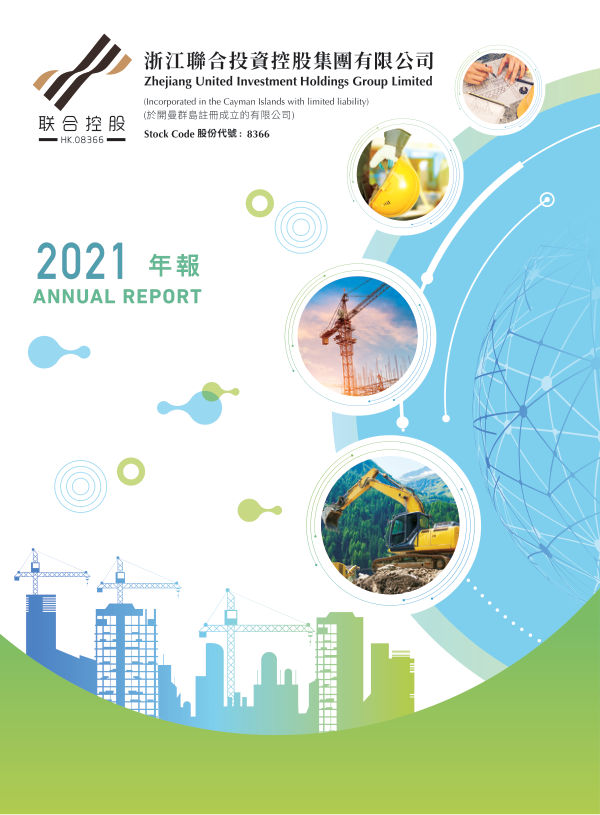 浙江聯合投資控股集團有限公司
Zhejiang United Investment Holdings Group Limited
(Incorporated in the Cayman Islands with limited liability)
(於開曼群島註冊成立的有限公司)
Stock Code 股份代號 : 8366
联合控股
HK.08366
2021 年報
ANNUAL REPORT